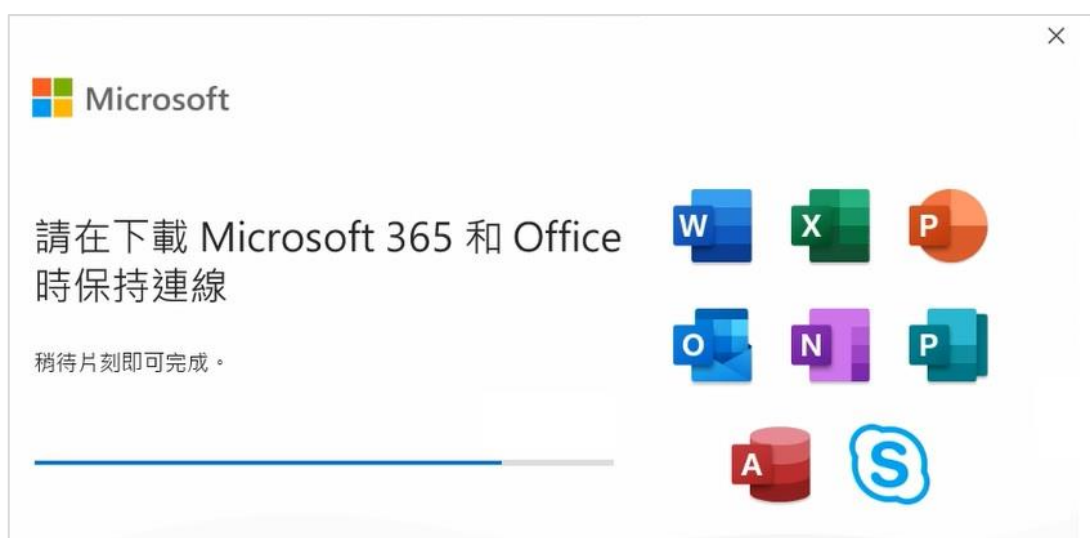 Microsoft
請在下載 Microsoft 365 和 Office
時保持連線
稍待片刻即可完成。
W X P
O N P
A S